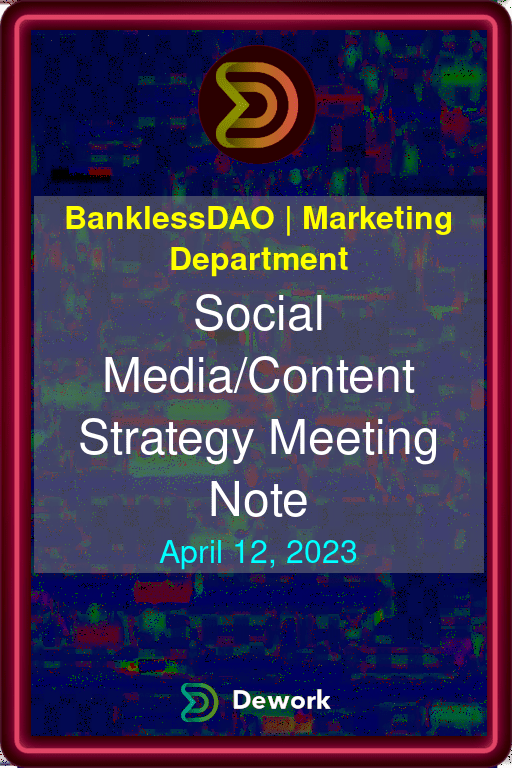 BanklessDAO | Marketing
Department
Social
Media/Content
Strategy Meeting
Note
April 12, 2023
Dework